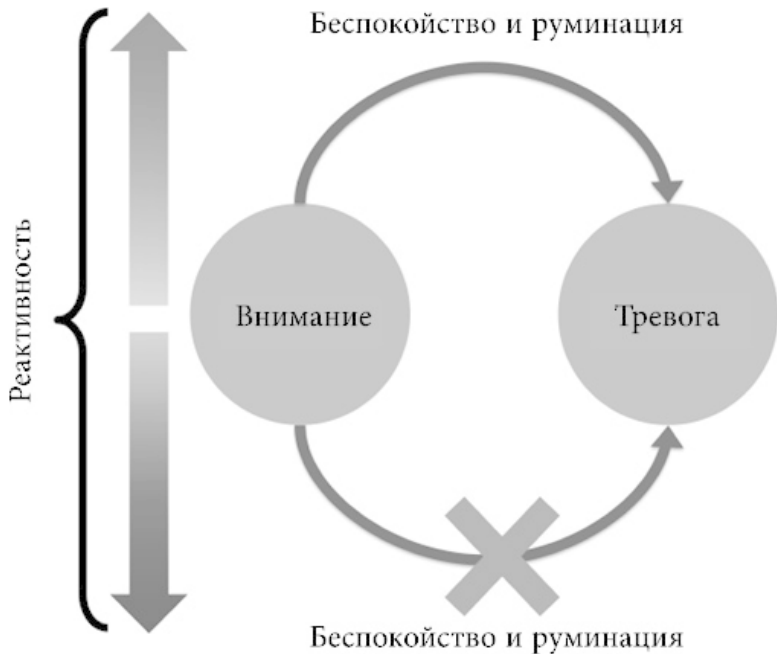 Беспокойство и руминация
Реактивность
Внимание
Тревога
Беспокойство и руминация